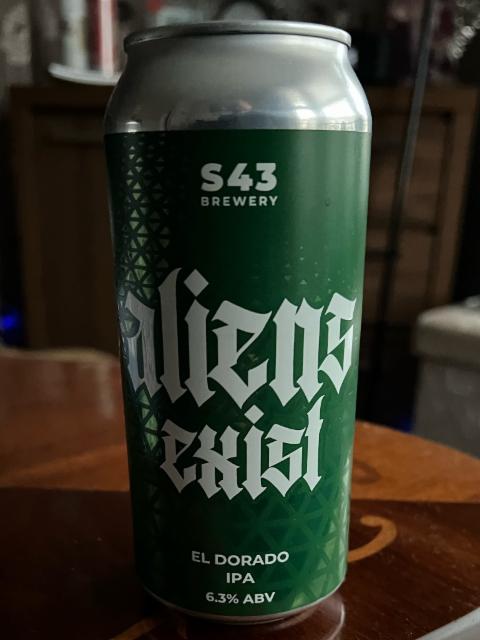 S43
BREWERY
aliens
exist
EL DORADO
IPA
6.3% ABV